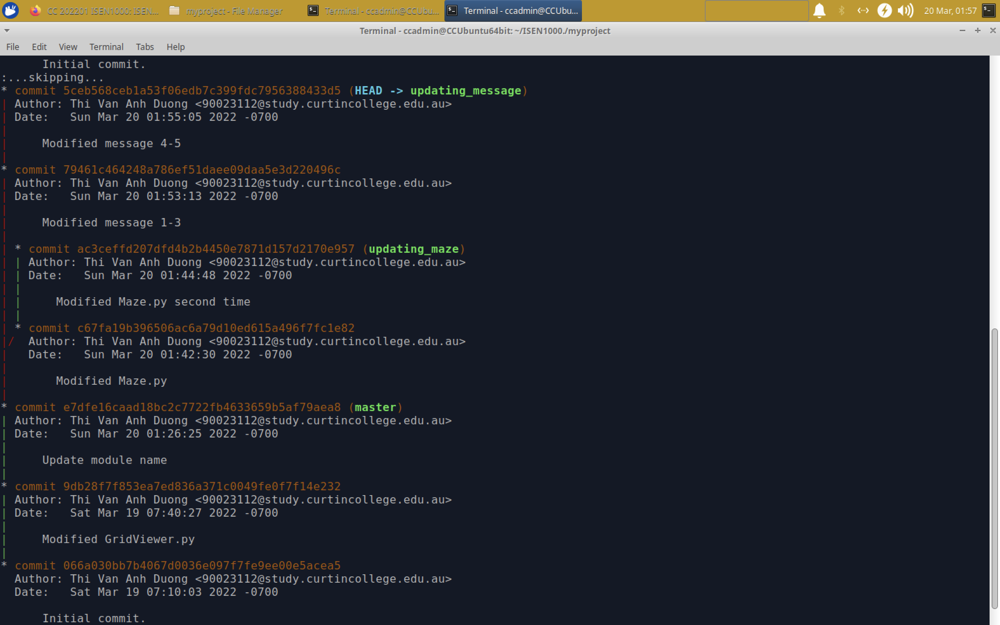 CC 202201 ISEN1000: ISEN...
myproject - File Manager
Terminal - ccadmin@CCUbu...
Terminal - ccadmin@CCUbu...
20 Mar, 01:57
Terminal - ccadmin@CCUbuntu64bit: ~/ISEN1000./myproject
File Edit View Terminal Tabs Help
Initial commit.
:...skipping...
* commit 5ceb568ceb1a53f06edb7c399fdc7956388433d5 (HEAD -> updating_message)
| Author: Thi Van Anh Duong <90023112@study.curtincollege.edu.au>
| Date:   Sun Mar 20 01:55:05 2022 -0700
|
|     Modified message 4-5
|
* commit 79461c464248a786ef51daee09daa5e3d220496c
| Author: Thi Van Anh Duong <90023112@study.curtincollege.edu.au>
| Date:   Sun Mar 20 01:53:13 2022 -0700
|
|     Modified message 1-3
|
| * commit ac3ceffd207dfd4b2b4450e7871d157d2170e957 (updating_maze)
| | Author: Thi Van Anh Duong <90023112@study.curtincollege.edu.au>
| | Date:   Sun Mar 20 01:44:48 2022 -0700
| |
| |     Modified Maze.py second time
| |
| * commit c67fa19b396506ac6a79d10ed615a496f7fc1e82
|/  Author: Thi Van Anh Duong <90023112@study.curtincollege.edu.au>
|   Date:   Sun Mar 20 01:42:30 2022 -0700
|
|       Modified Maze.py
|
* commit e7dfe16caad18bc2c7722fb4633659b5af79aea8 (master)
| Author: Thi Van Anh Duong <90023112@study.curtincollege.edu.au>
| Date:   Sun Mar 20 01:26:25 2022 -0700
|
|     Update module name
|
* commit 9db28f7f853ea7ed836a371c0049fe0f7f14e232
| Author: Thi Van Anh Duong <90023112@study.curtincollege.edu.au>
| Date:   Sat Mar 19 07:40:27 2022 -0700
|
|     Modified GridViewer.py
|
* commit 066a030bb7b4067d0036e097f7fe9ee00e5acea5
  Author: Thi Van Anh Duong <90023112@study.curtincollege.edu.au>
  Date:   Sat Mar 19 07:10:03 2022 -0700
      Initial commit.